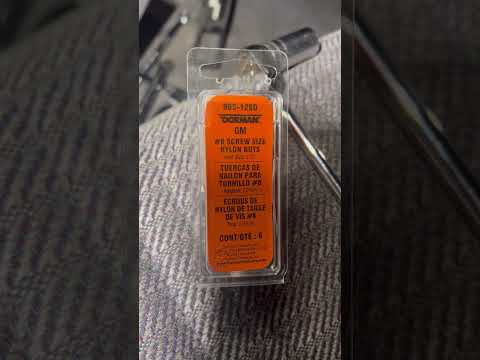 DORMAN
GM
#8 SCREW SIZE
NYLON NUTS
TUERCAS DE
NAILON PARA
TORNILLO #8
ECROUS DE
NYLON DE TAILLE
DE VIS #8
CONT/QTE : 6